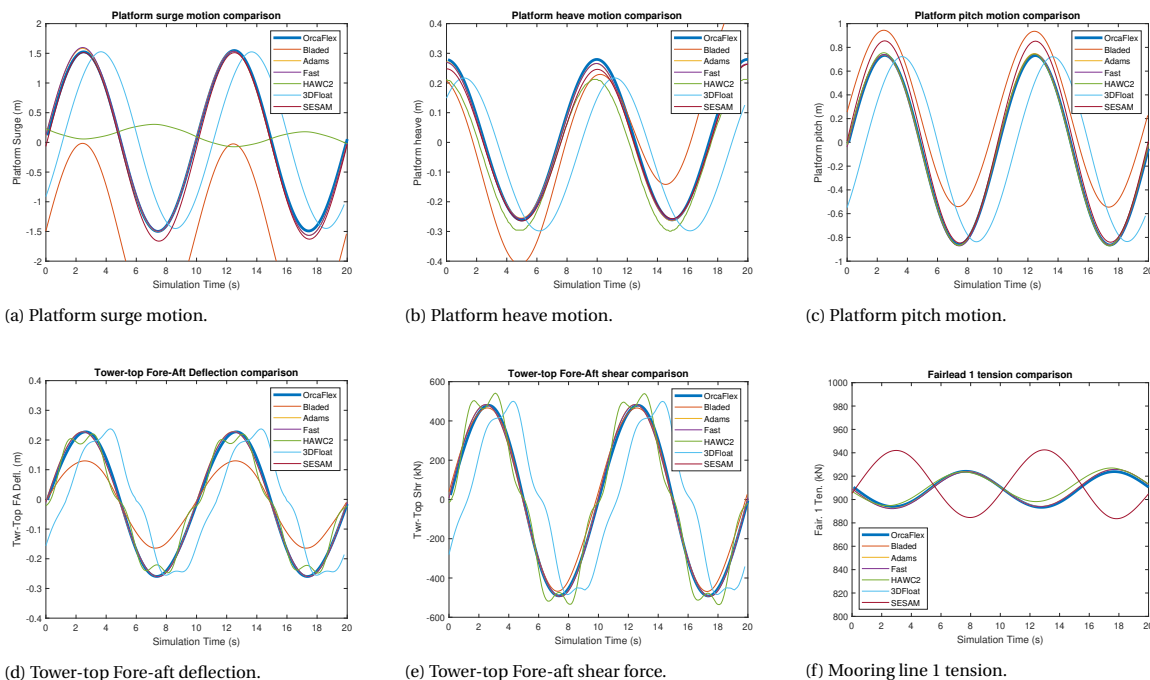 Platform surge motion comparison
Platform Surge (m)
2
1.5
1
0.5
0
-0.5
-1
-1.5
-2
0 2 4 6 8 10 12 14 16 18 20
Simulation Time (s)
OrcaFlex
Bladed
Adams
Fast
HAWC2
3DFloat
SESAM
(a) Platform surge motion.
Platform heave motion comparison
Platform heave (m)
0.4
0.3
0.2
0.1
0
-0.1
-0.2
-0.3
-0.4
0 2 4 6 8 10 12 14 16 18 20
Simulation Time (s)
OrcaFlex
Bladed
Adams
Fast
HAWC2
3DFloat
SESAM
(b) Platform heave motion.
Platform pitch motion comparison
Platform pitch (m)
1
0.8
0.6
0.4
0.2
0
-0.2
-0.4
-0.6
-0.8
-1
0 2 4 6 8 10 12 14 16 18 20
Simulation Time (s)
OrcaFlex
Bladed
Adams
Fast
HAWC2
3DFloat
SESAM
(c) Platform pitch motion.
Tower-top Fore-Aft Deflection comparison
Twr-Top FA Defl. (m)
0.4
0.3
0.2
0.1
0
-0.1
-0.2
-0.3
-0.4
0 2 4 6 8 10 12 14 16 18 20
Simulation Time (s)
OrcaFlex
Bladed
Adams
Fast
HAWC2
3DFloat
SESAM
(d) Tower-top Fore-aft deflection.
Tower-top Fore-Aft shear comparison
Twr-Top Shr (kN)
600
400
200
0
-200
-400
-600
0 2 4 6 8 10 12 14 16 18 20
Simulation Time (s)
OrcaFlex
Bladed
Adams
Fast
HAWC2
3DFloat
SESAM
(e) Tower-top Fore-aft shear force.
Fairlead 1 tension comparison
Fair. 1 Ten. (kN)
1000
980
960
940
920
900
880
860
840
820
800
0 2 4 6 8 10 12 14 16 18 20
Simulation Time (s)
OrcaFlex
Bladed
Adams
Fast
HAWC2
3DFloat
SESAM
(f) Mooring line 1 tension.